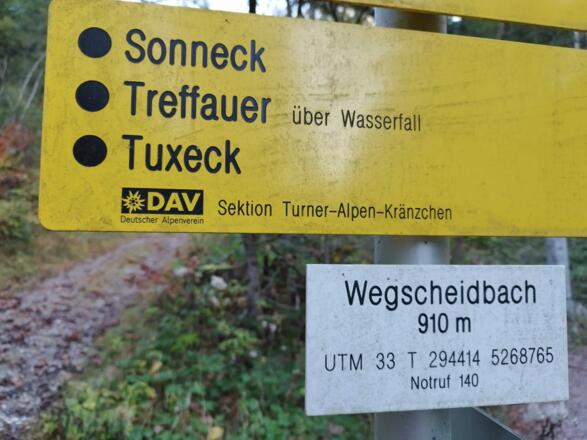 Sonneck
Treffauer über Wasserfall
Tuxeck
DAV
Deutscher Alpenverein
Sektion Turner-Alpen-Kränzchen
Wegscheidbach
910 m
UTM 33 T 294414 5268765
Notruf 140